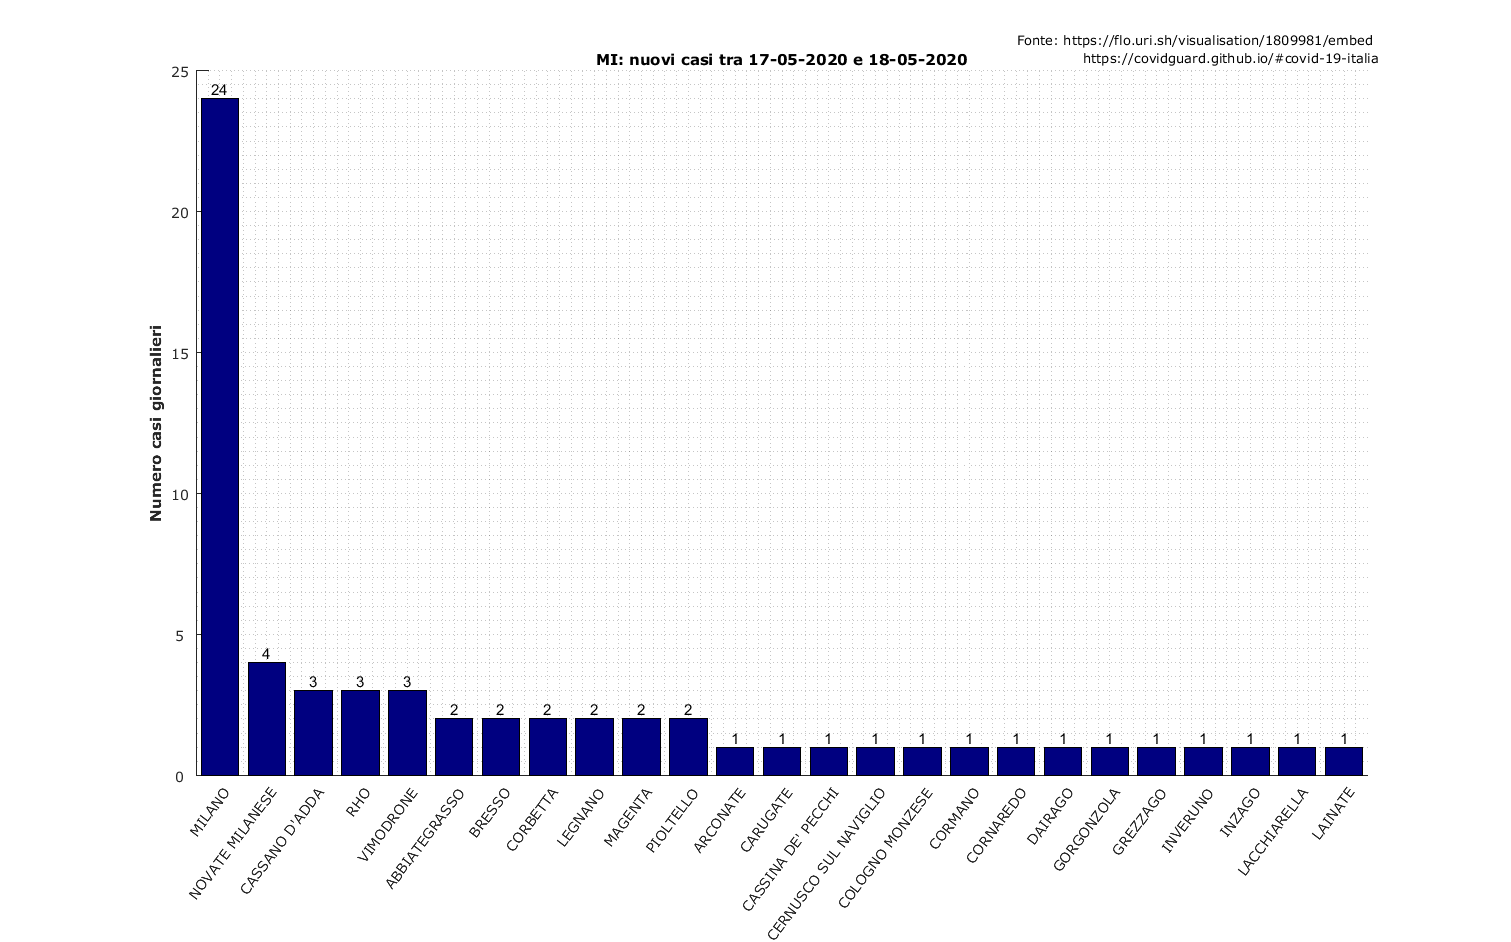 Fonte: https://flo.uri.sh/visualisation/1809981/embed
https://covidguard.github.io/#covid-19-italia
MI: nuovi casi tra 17-05-2020 e 18-05-2020
Numero casi giornalieri
25
20
15
10
5
0
24
4
3
3
3
2
2
2
2
2
2
1
1
1
1
1
1
1
1
1
1
1
1
1
1
MILANO
NOVATE MILANESE
CASSANO D'ADDA
RHO
VIMODRONE
ABBIATEGRASSO
BRESSO
CORBETTA
LEGNANO
MAGENTA
PIOLTELLO
ARCONATE
CARUGATE
CASSINA DE' PECCHI
CERNUSCO SUL NAVIGLIO
COLOGNO MONZESE
CORMANO
CORNAREDO
DAIRAGO
GORGONZOLA
GREZZAGO
INVERUNO
INZAGO
LACCHIARELLA
LAINATE